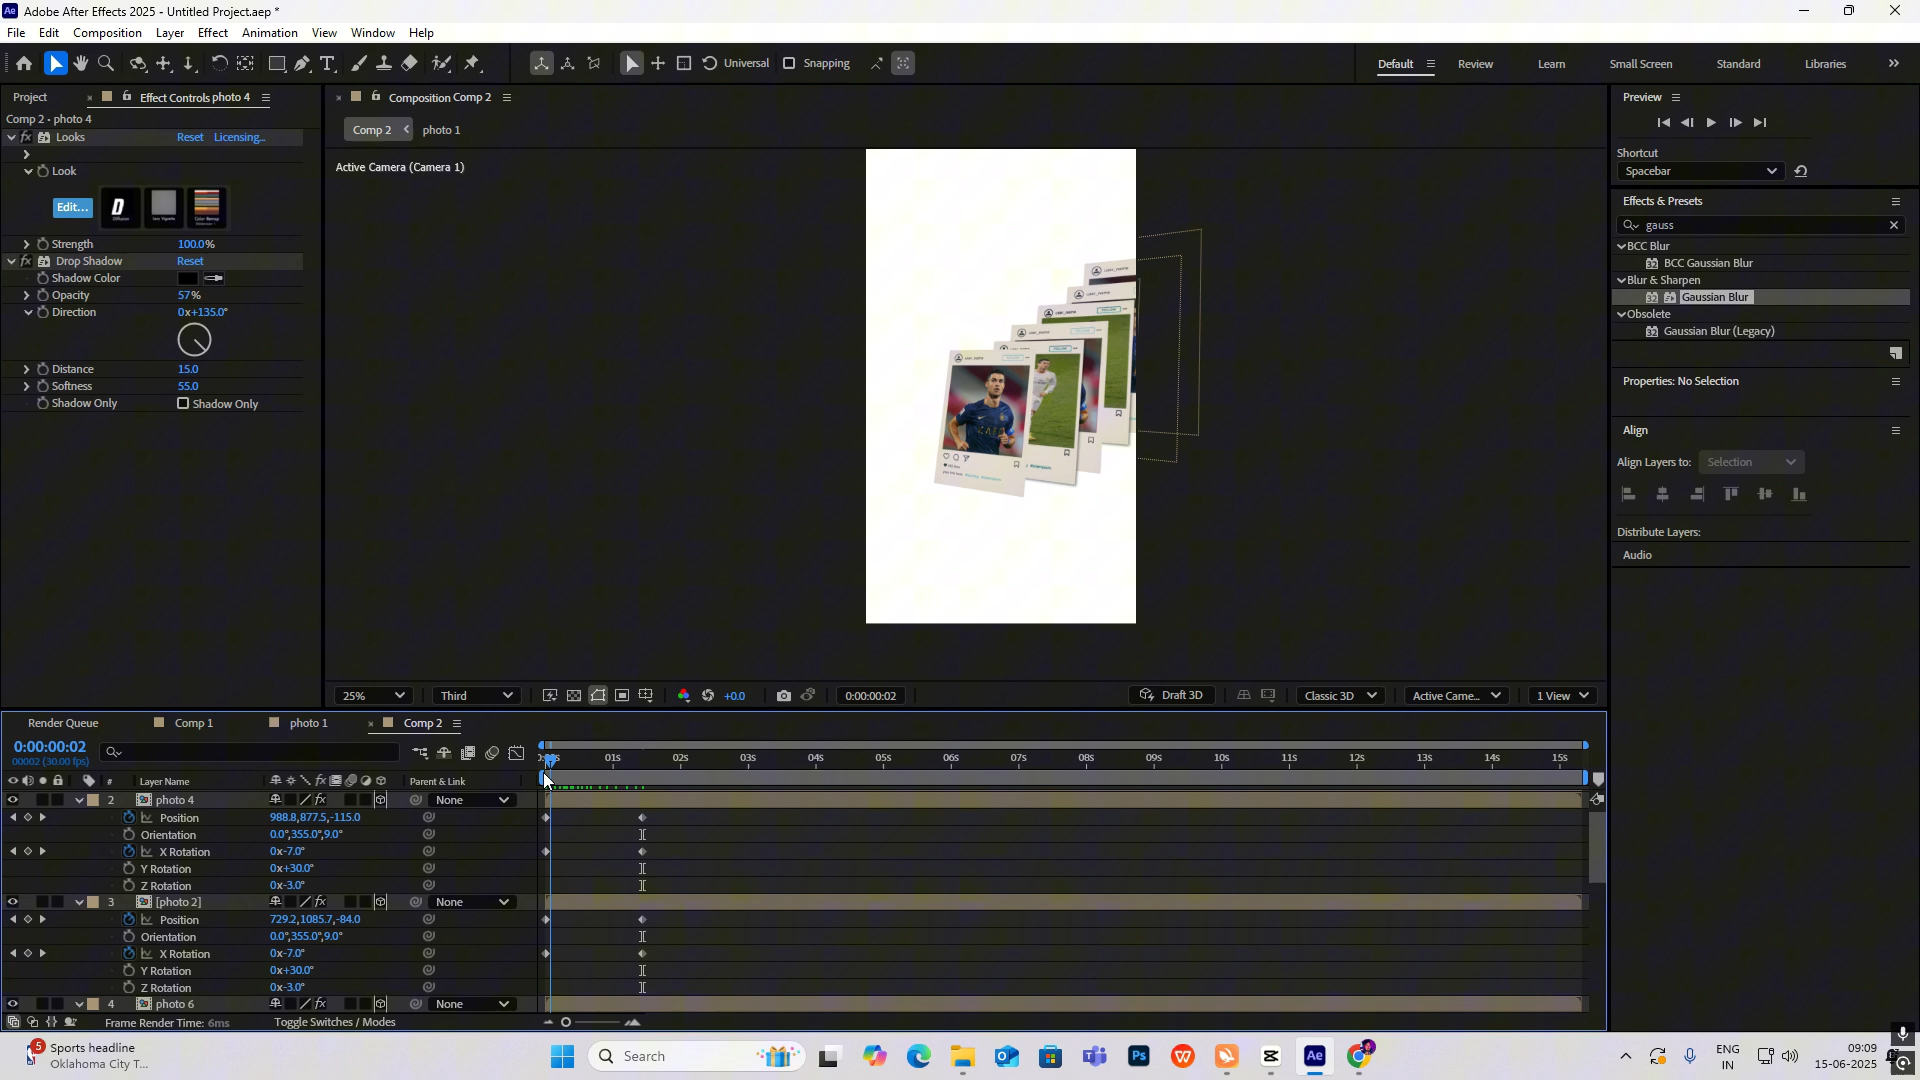 Adobe After Effects 2025 - Untitled Project.aep *
File Edit Composition Layer Effect Animation View Window Help
Universal Snapping Default Review Learn Small Screen Standard Libraries
Project Effect Controls photo 4
Comp 2 • photo 4
fx Looks Reset Licensing...
Look
Edit...
Strength 100.0%
fx Drop Shadow Reset
Shadow Color
Opacity 57%
Direction 0x+135.0°
Distance 15.0
Softness 55.0
Shadow Only Shadow Only
Composition Comp 2
Comp 2 photo 1
Active Camera (Camera 1)
25% Third +0.0 0:00:00:02 Draft 3D Classic 3D Active Came... 1 View
Preview
Shortcut
Spacebar
Effects & Presets
gauss
BCC Blur
BCC Gaussian Blur
Blur & Sharpen
Gaussian Blur
Obsolete
Gaussian Blur (Legacy)
Properties: No Selection
Align
Align Layers to: Selection
Distribute Layers:
Audio
Render Queue Comp 1 photo 1 Comp 2
0:00:00:02
00002 (30.00 fps)
01s 02s 03s 04s 05s 06s 07s 08s 09s 10s 11s 12s 13s 14s 15s
# Layer Name Parent & Link
2 photo 4 None
Position 988.8,877.5,-115.0
Orientation 0.0°,355.0°,9.0°
X Rotation 0x-7.0°
Y Rotation 0x+30.0°
Z Rotation 0x-3.0°
3 [photo 2] None
Position 729.2,1085.7,-84.0
Orientation 0.0°,355.0°,9.0°
X Rotation 0x-7.0°
Y Rotation 0x+30.0°
Z Rotation 0x-3.0°
4 photo 6 None
Frame Render Time: 6ms Toggle Switches / Modes
5 Sports headline
Oklahoma City T...
Search
ENG
IN
09:09
15-06-2025